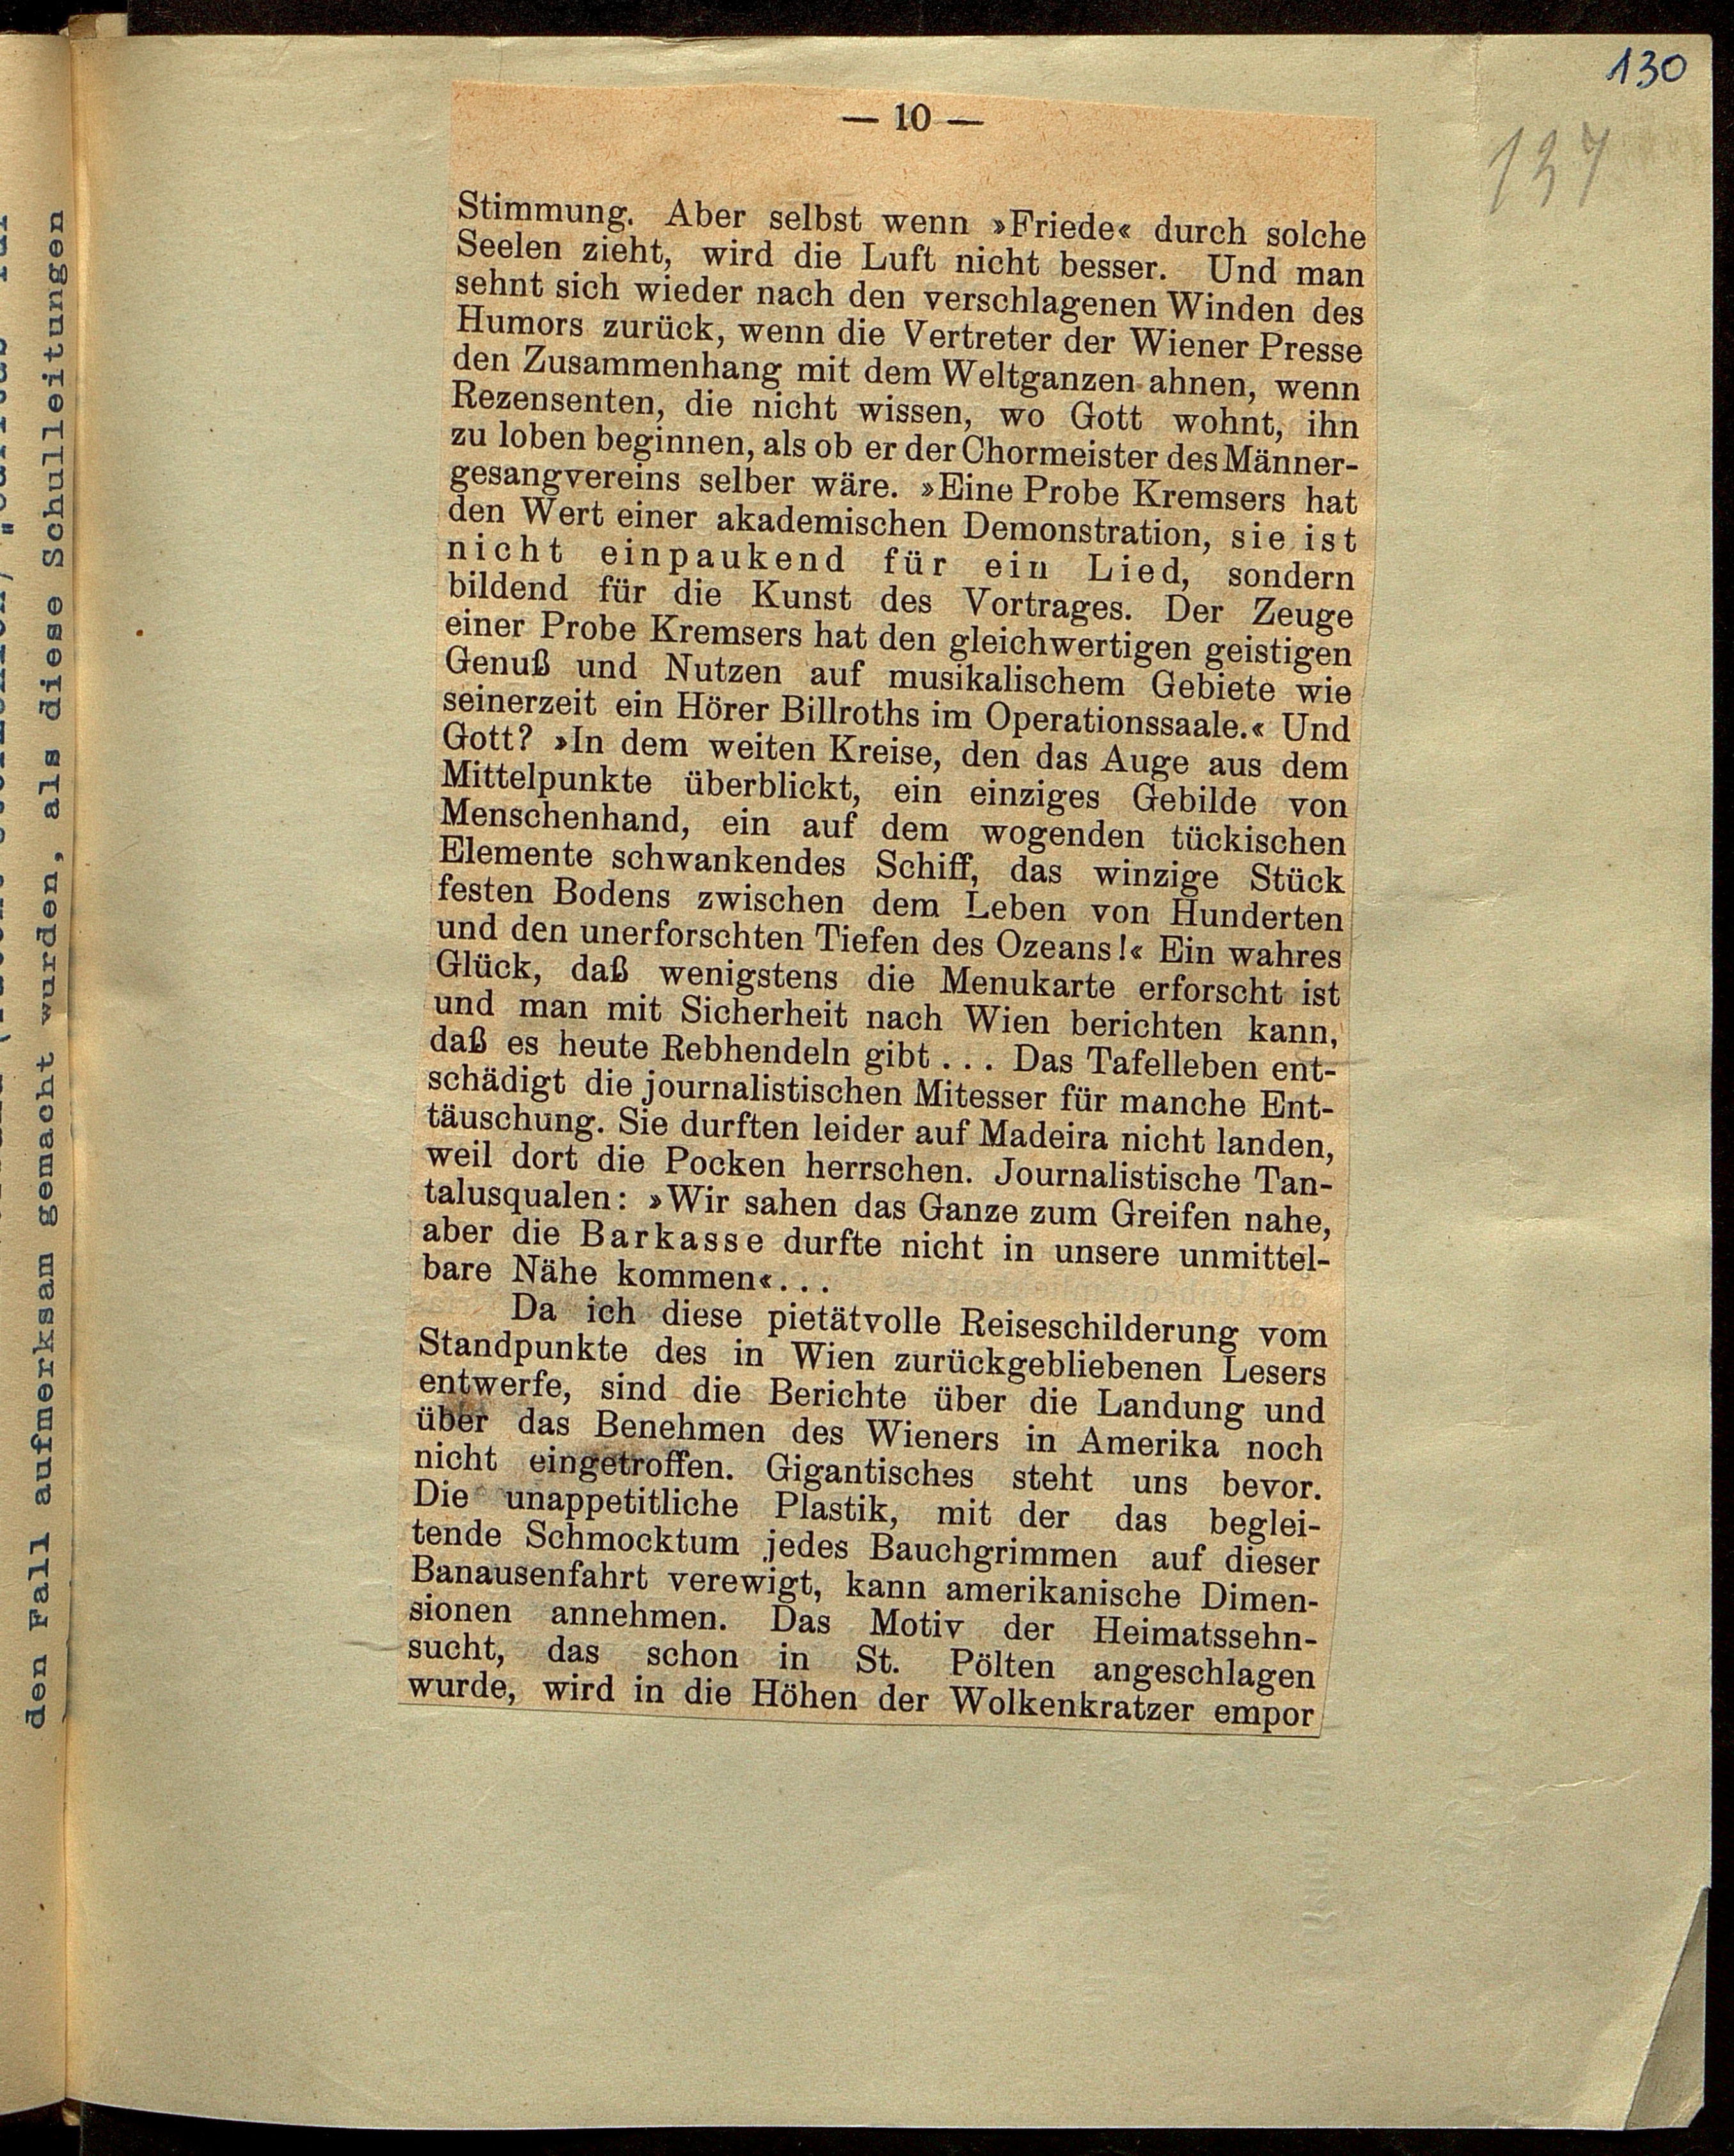 130
137
— 10 —
Stimmung. Aber selbst wenn »Friede« durch solche
Seelen zieht, wird die Luft nicht besser. Und man
sehnt sich wieder nach den verschlagenen Winden des
Humors zurück, wenn die Vertreter der Wiener Presse
den Zusammenhang mit dem Weltganzen ahnen, wenn
Rezensenten, die nicht wissen, wo Gott wohnt, ihn
zu loben beginnen, als ob er der Chormeister des Männer-
gesangvereins selber wäre. »Eine Probe Kremsers hat
den Wert einer akademischen Demonstration, sie ist
nicht einpaukend für ein Lied, sondern
bildend für die Kunst des Vortrages. Der Zeuge
einer Probe Kremsers hat den gleichwertigen geistigen
Genuß und Nutzen auf musikalischem Gebiete wie
seinerzeit ein Hörer Billroths im Operationssaale.« Und
Gott? »In dem weiten Kreise, den das Auge aus dem
Mittelpunkte überblickt, ein einziges Gebilde von
Menschenhand, ein auf dem wogenden tückischen
Elemente schwankendes Schiff, das winzige Stück
festen Bodens zwischen dem Leben von Hunderten
und den unerforschten Tiefen des Ozeans!« Ein wahres
Glück, daß wenigstens die Menukarte erforscht ist
und man mit Sicherheit nach Wien berichten kann,
daß es heute Rebhendeln gibt... Das Tafelleben ent-
schädigt die journalistischen Mitesser für manche Ent-
täuschung. Sie durften leider auf Madeira nicht landen,
weil dort die Pocken herrschen. Journalistische Tan-
talusqualen: »Wir sahen das Ganze zum Greifen nahe,
aber die Barkasse durfte nicht in unsere unmittel-
bare Nähe kommen«...
Da ich diese pietätvolle Reiseschilderung vom
Standpunkte des in Wien zurückgebliebenen Lesers
entwerfe, sind die Berichte über die Landung und
über das Benehmen des Wieners in Amerika noch
nicht eingetroffen. Gigantisches steht uns bevor.
Die unappetitliche Plastik, mit der das beglei-
tende Schmocktum jedes Bauchgrimmen auf dieser
Banausenfahrt verewigt, kann amerikanische Dimen-
sionen annehmen. Das Motiv der Heimatssehn-
sucht, das schon in St. Pölten angeschlagen
wurde, wird in die Höhen der Wolkenkratzer empor
den Fall aufmerksam gemacht wurden, als diese Schulleitungen